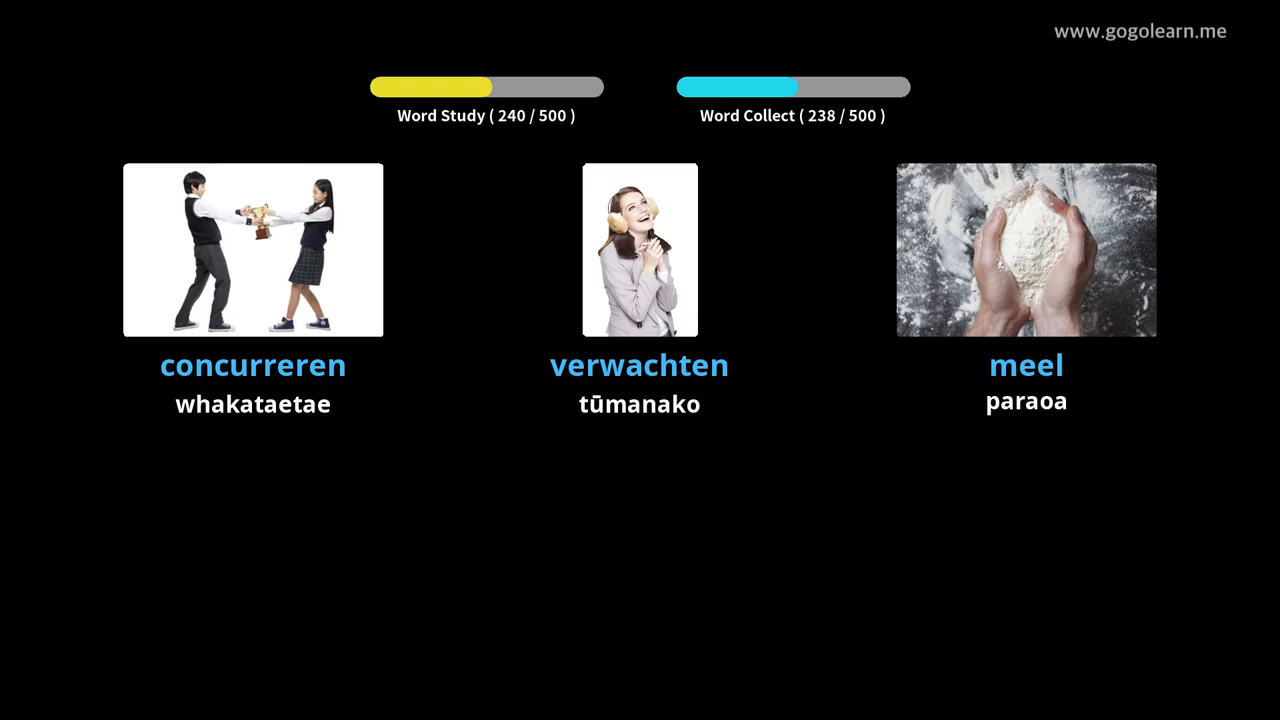 www.gogolearn.me
Word Study ( 240 / 500 )
Word Collect ( 238 / 500 )
concurreren
whakataetae
verwachten
tūmanako
meel
paraoa